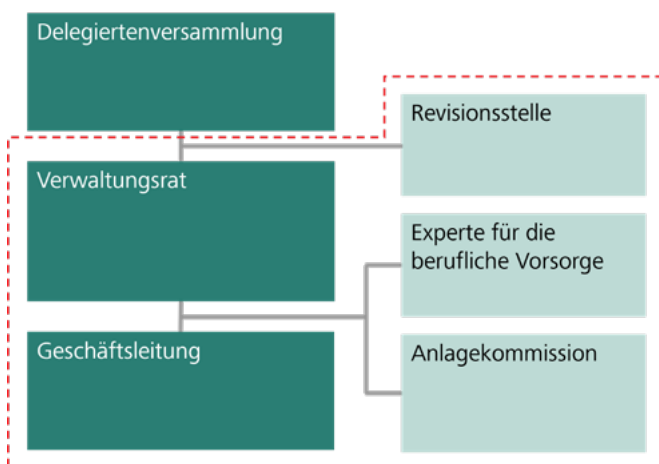 Delegiertenversammlung
Revisionsstelle
Verwaltungsrat
Experte für die
berufliche Vorsorge
Geschäftsleitung
Anlagekommission